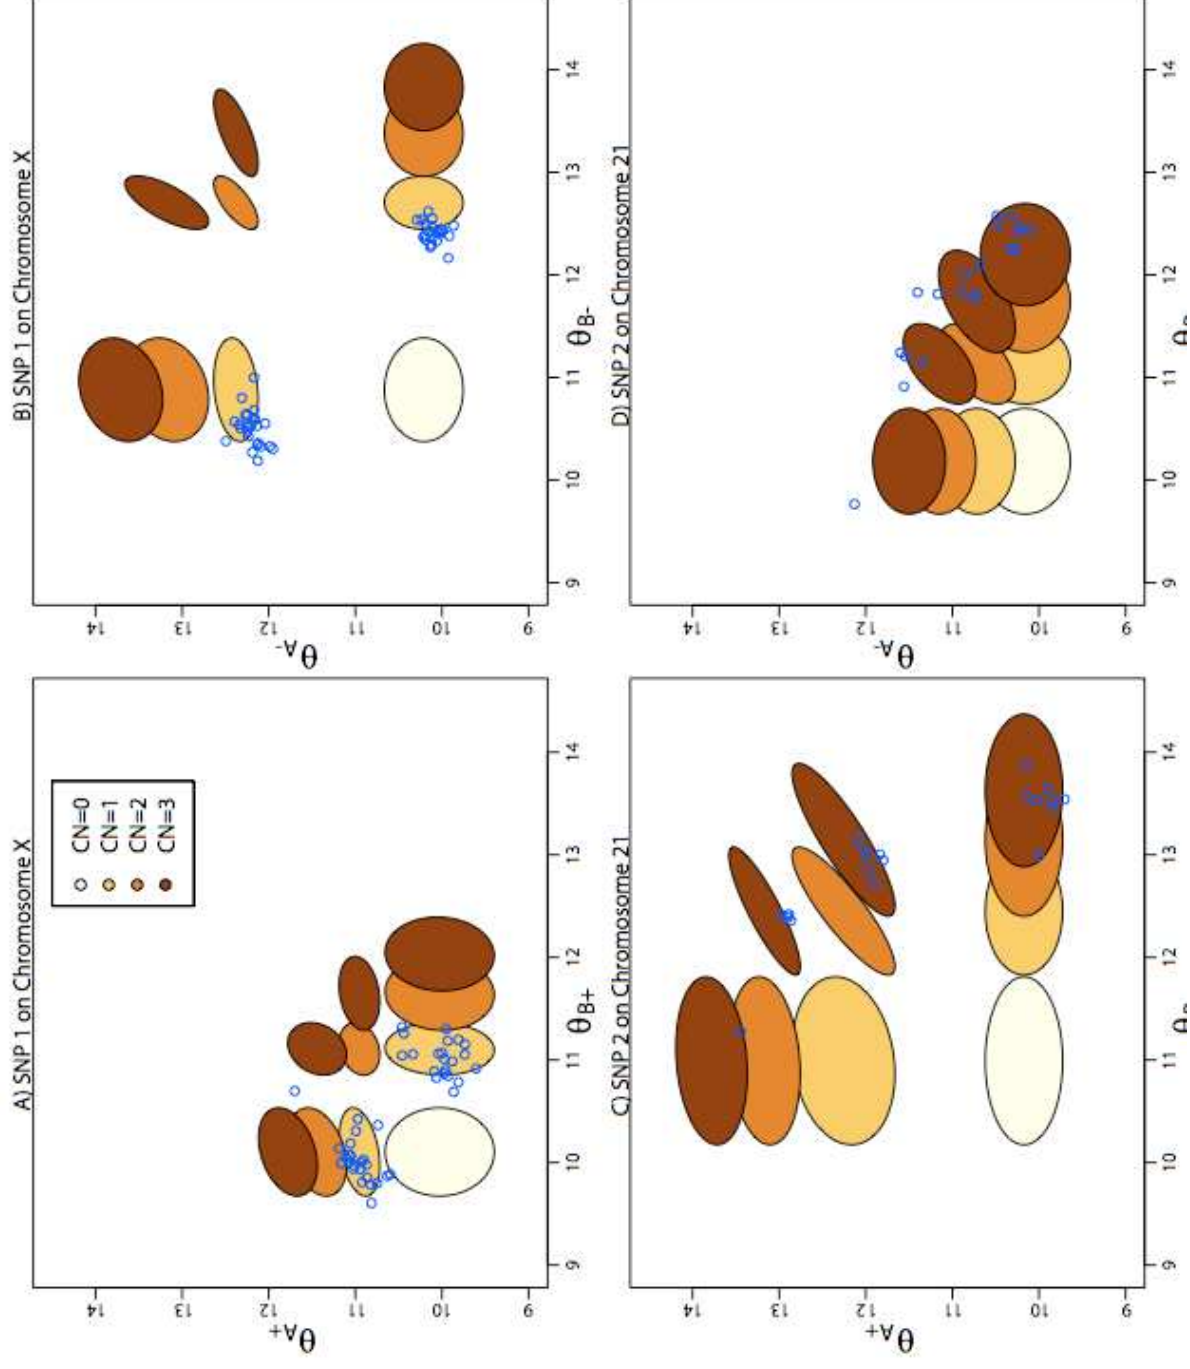 A) SNP 1 on Chromosome X
θA+
14
13
12
11
10
9
CN=0
CN=1
CN=2
CN=3
9 10 11 12 13 14
θB+
B) SNP 1 on Chromosome X
θA-
14
13
12
11
10
9
9 10 11 12 13 14
θB-
C) SNP 2 on Chromosome 21
θA+
14
13
12
11
10
9
9 10 11 12 13 14
D) SNP 2 on Chromosome 21
θA-
14
13
12
11
10
9
9 10 11 12 13 14